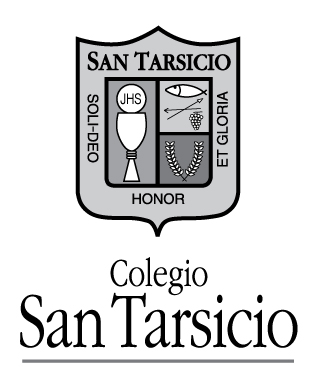 SAN TARSICIO
JHS
SOLI-DEO
ET GLORIA
HONOR
Colegio
San Tarsicio